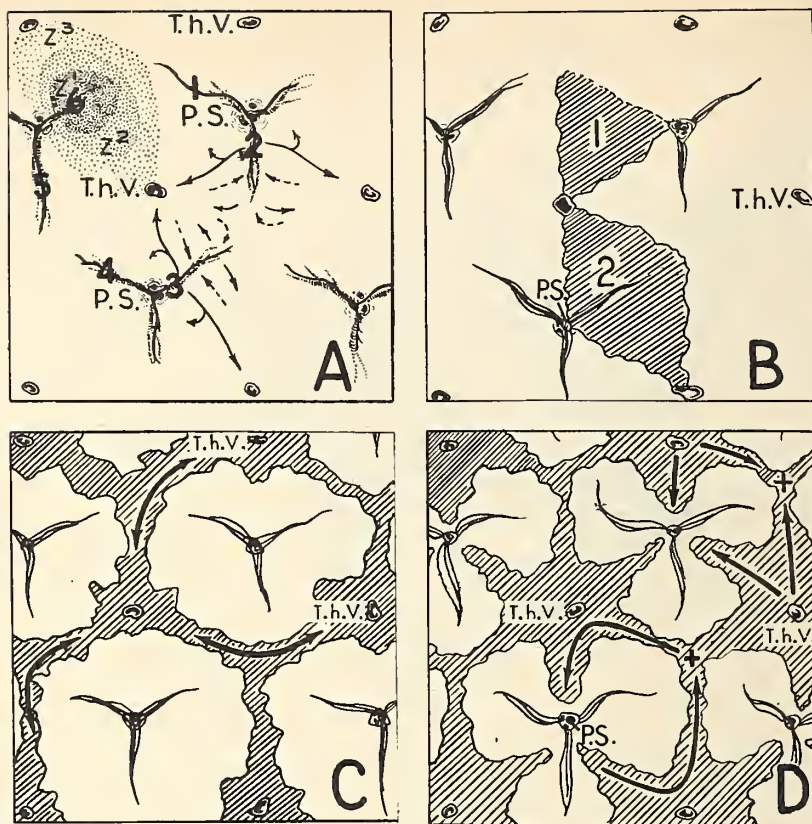 T.h.V.
Z³
Z¹
Z²
1
P.S.
2
5
T.h.V.
4
3
P.S.
A
1
T.h.V.
2
P.S.
B
T.h.V.
T.h.V.
C
+
T.h.V.
T.h.V.
+
P.S.
D